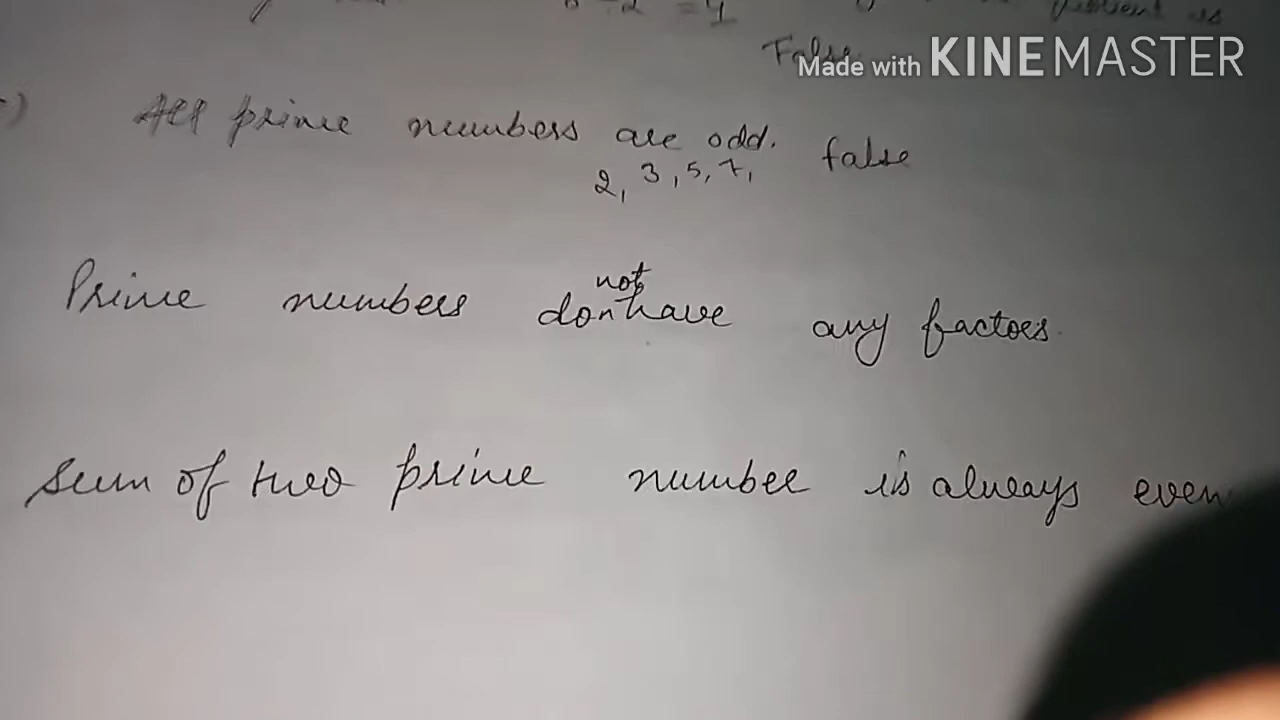 = 4
False
Made with KINEMASTER
All prime numbers are odd. false
2, 3, 5, 7,
not
Prime numbers don have any factors.
Sum of two prime number is always even